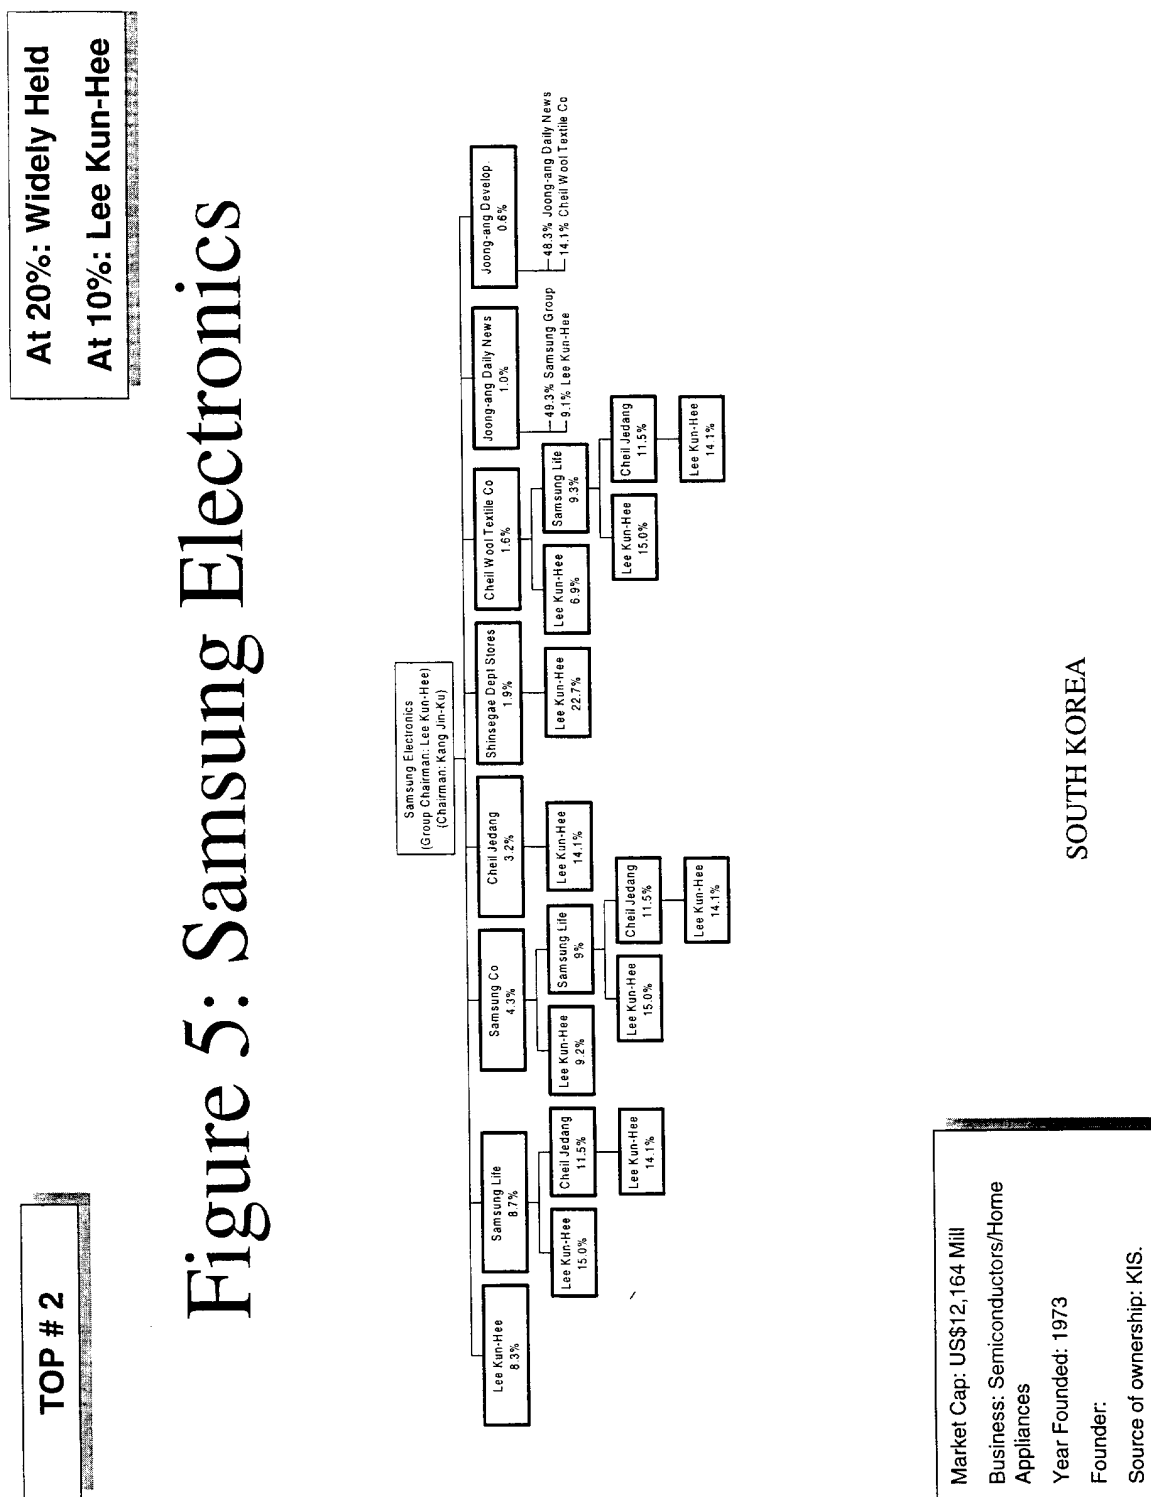 TOP # 2
At 20%: Widely Held
At 10%: Lee Kun-Hee
Figure 5: Samsung Electronics
Samsung Electronics
(Group Chairman: Lee Kun-Hee)
(Chairman: Kang Jin-Ku)
Lee Kun-Hee
8.3%
Samsung Life
8.7%
Lee Kun-Hee
15.0%
Cheil Jedang
11.5%
Lee Kun-Hee
14.1%
Samsung Co
4.3%
Lee Kun-Hee
9.2%
Samsung Life
9%
Lee Kun-Hee
15.0%
Cheil Jedang
11.5%
Lee Kun-Hee
14.1%
Cheil Jedang
3.2%
Lee Kun-Hee
14.1%
Shinsegae Dept Stores
1.9%
Lee Kun-Hee
22.7%
Cheil Wool Textile Co
1.6%
Lee Kun-Hee
6.9%
Samsung Life
9.3%
Lee Kun-Hee
15.0%
Cheil Jedang
11.5%
Lee Kun-Hee
14.1%
Joong-ang Daily News
1.0%
49.3% Samsung Group
9.1% Lee Kun-Hee
Joong-ang Develop.
0.6%
48.3% Joong-ang Daily News
14.1% Cheil Wool Textile Co
Market Cap: US$12,164 Mill
Business: Semiconductors/Home
Appliances
Year Founded: 1973
Founder:
Source of ownership: KIS.
SOUTH KOREA